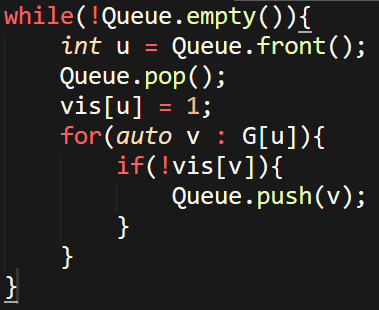 while(!Queue.empty()){
    int u = Queue.front();
    Queue.pop();
    vis[u] = 1;
    for(auto v : G[u]){
        if(!vis[v]){
            Queue.push(v);
        }
    }
}